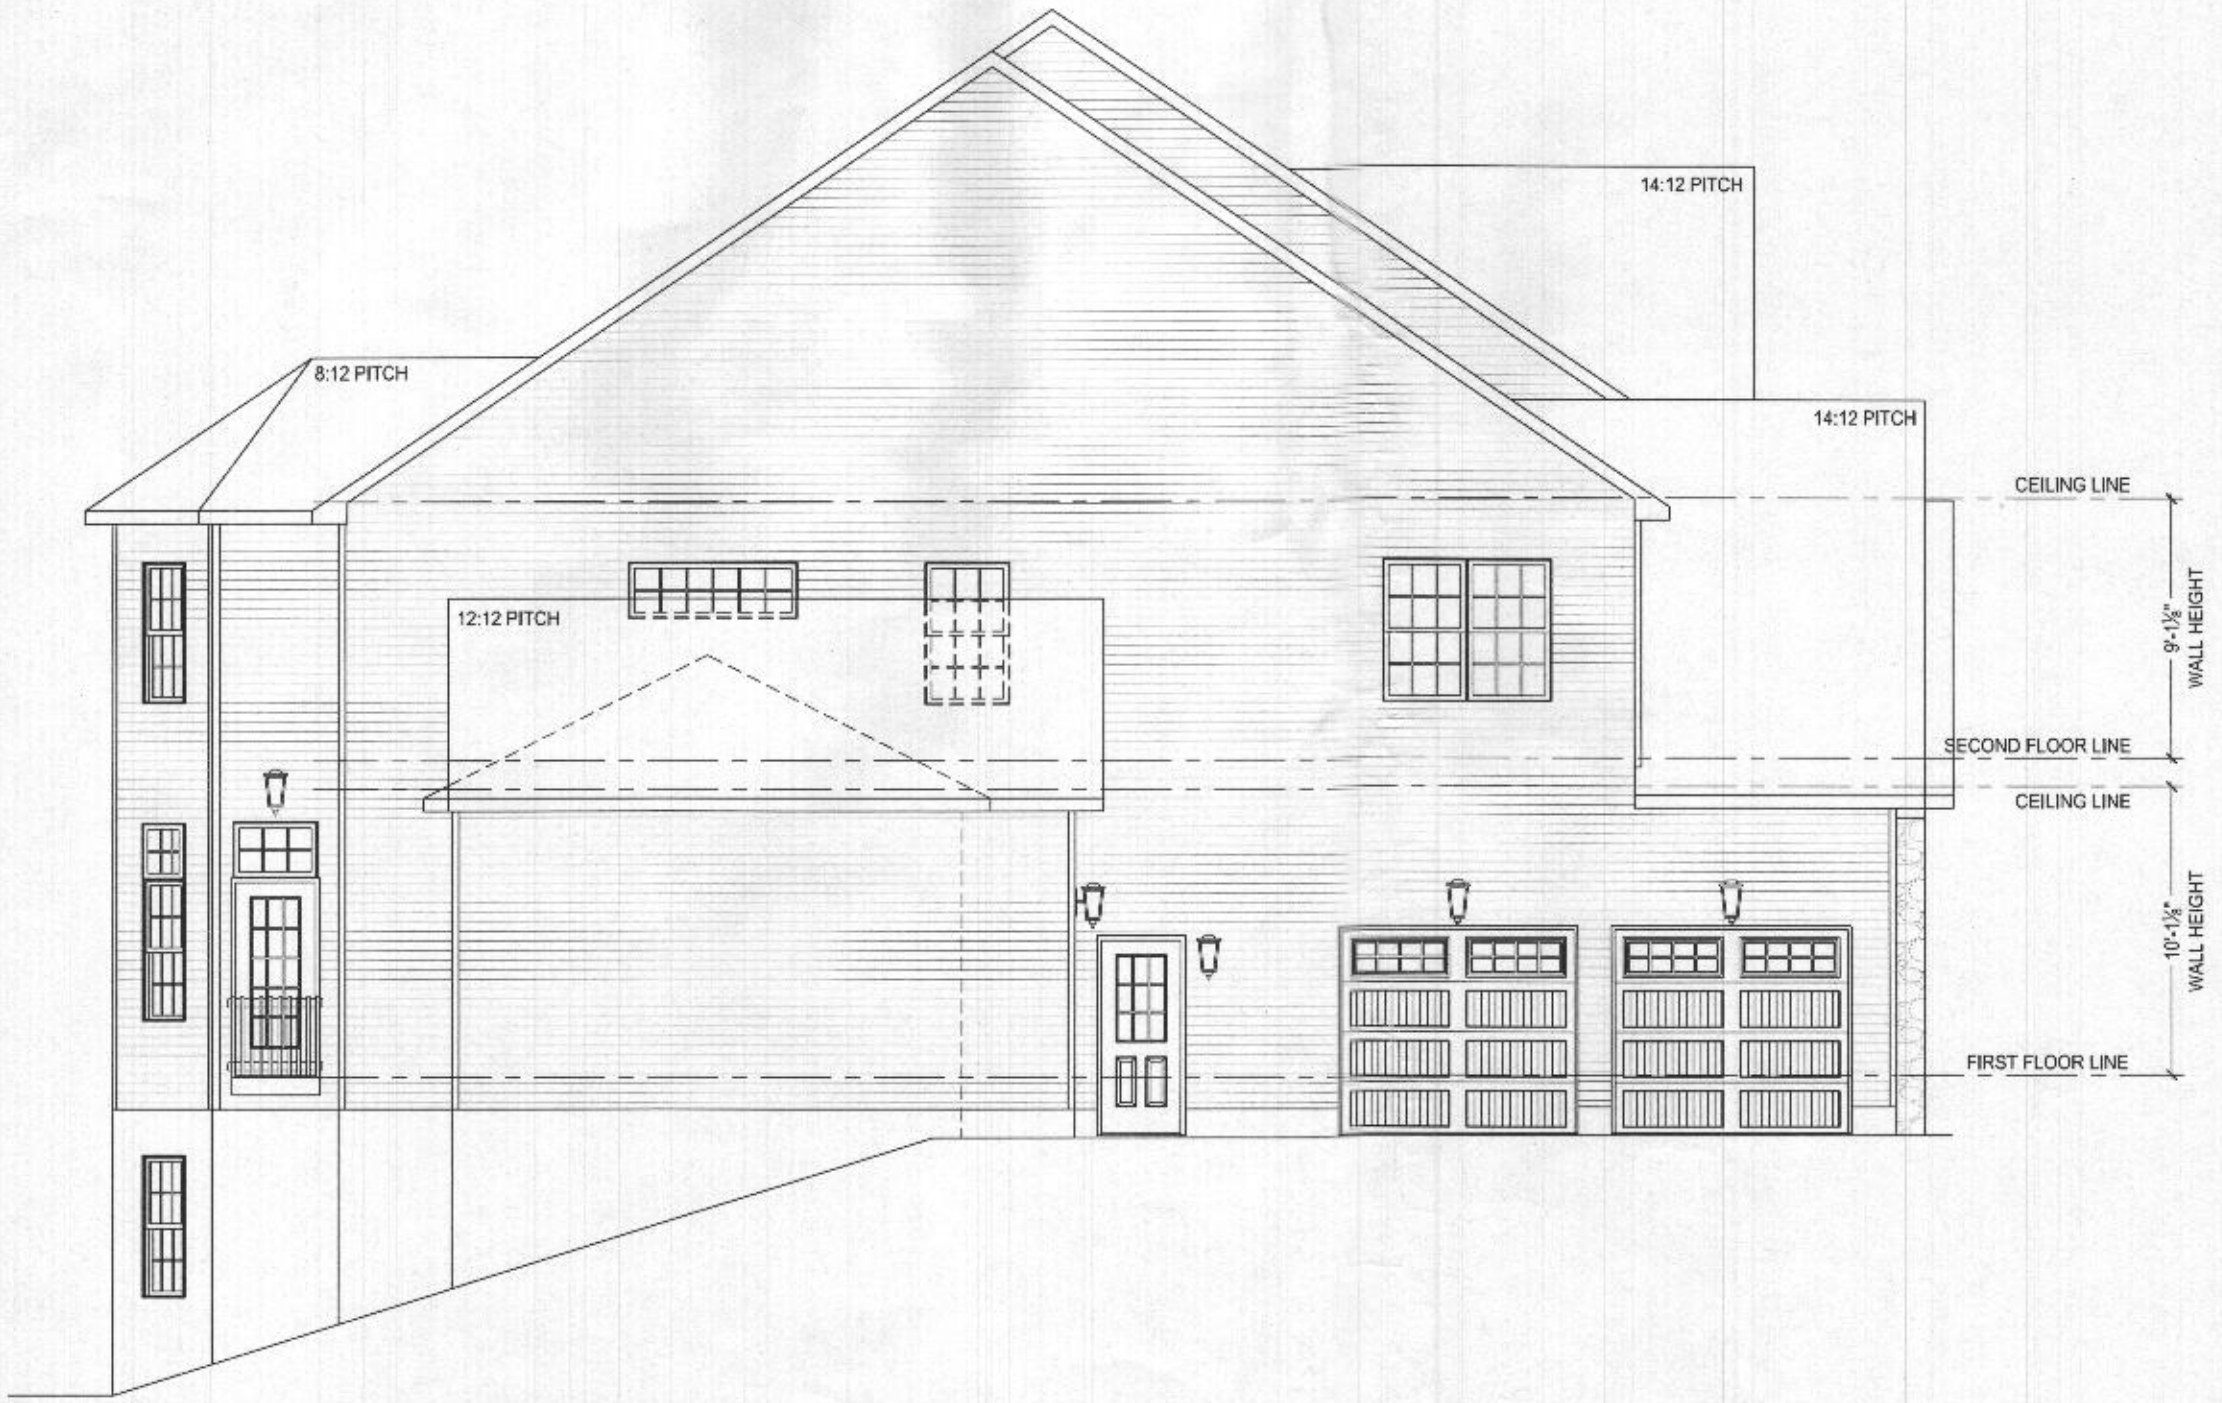 14:12 PITCH
8:12 PITCH
14:12 PITCH
CEILING LINE
9'-1⅛"
WALL HEIGHT
12:12 PITCH
SECOND FLOOR LINE
CEILING LINE
10'-1⅛"
WALL HEIGHT
FIRST FLOOR LINE